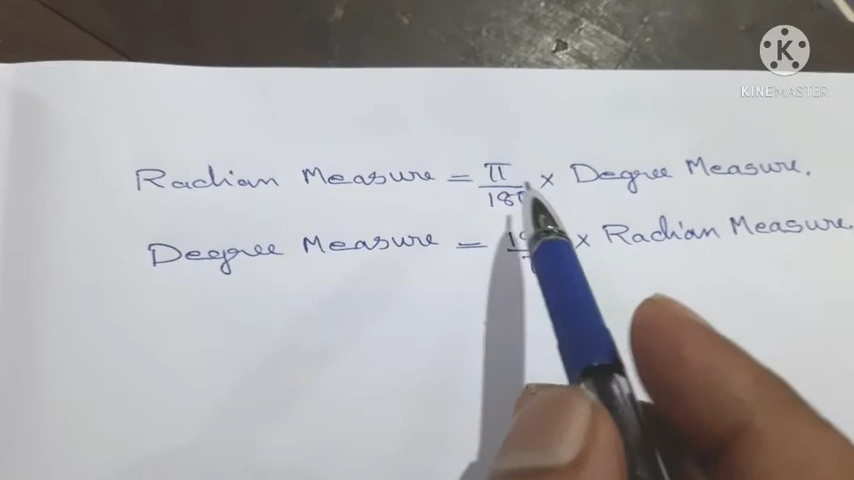 K
KINEMASTER
Radian Measure = π/18 × Degree Measure.
Degree Measure = × Radian Measure.